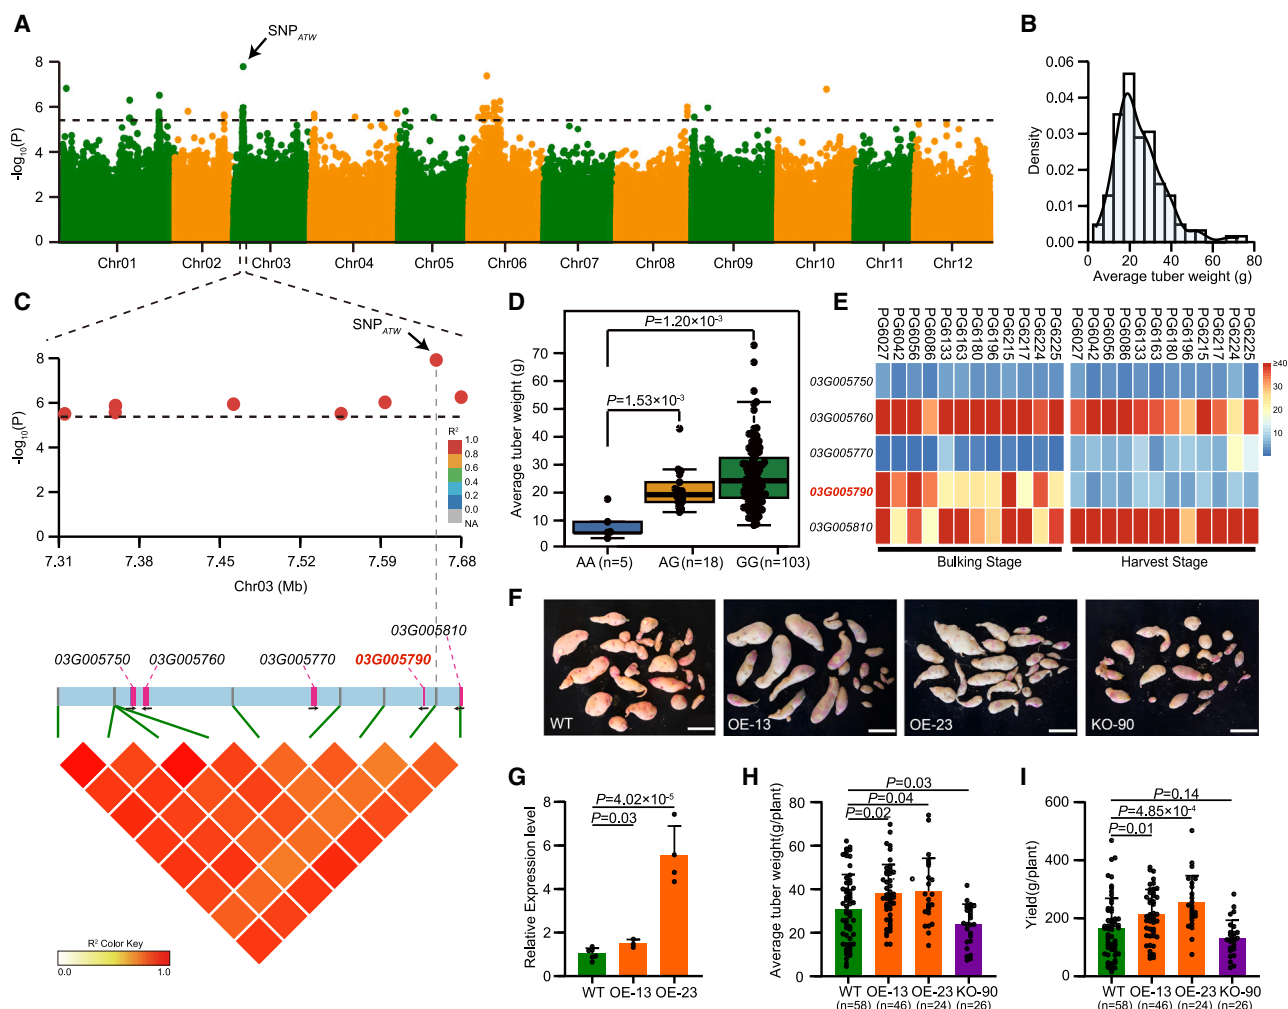 A
SNP_ATW
8
6
4
2
0
-log10(P)
Chr01 Chr02 Chr03 Chr04 Chr05 Chr06 Chr07 Chr08 Chr09 Chr10 Chr11 Chr12
B
0.06
0.04
0.03
0.01
0.00
Density
0 20 40 60 80
Average tuber weight (g)
C
SNP_ATW
8
6
4
2
0
-log10(P)
R²
1.0
0.8
0.6
0.4
0.2
0.0
NA
7.31 7.38 7.45 7.52 7.59 7.68
Chr03 (Mb)
03G005810
03G005750 03G005760 03G005770 03G005790
R² Color Key
0.0 1.0
D
P=1.20×10⁻³
P=1.53×10⁻³
70
60
50
40
30
20
10
0
Average tuber weight (g)
AA (n=5) AG(n=18) GG(n=103)
E
PG6027 PG6042 PG6056 PG6086 PG6133 PG6163 PG6180 PG6196 PG6215 PG6217 PG6224 PG6225
PG6027 PG6042 PG6056 PG6086 PG6133 PG6163 PG6180 PG6196 PG6215 PG6217 PG6224 PG6225
03G005750
03G005760
03G005770
03G005790
03G005810
≥40
30
20
10
Bulking Stage Harvest Stage
F
WT OE-13 OE-23 KO-90
G
P=4.02×10⁻⁵
P=0.03
8
6
4
2
0
Relative Expression level
WT OE-13 OE-23
H
P=0.03
P=0.04
P=0.02
80
60
40
20
0
Average tuber weight(g/plant)
WT OE-13 OE-23 KO-90
(n=58) (n=46) (n=24) (n=26)
I
P=0.14
P=4.85×10⁻⁴
P=0.01
600
400
200
0
Yield(g/plant)
WT OE-13 OE-23 KO-90
(n=58) (n=46) (n=24) (n=26)